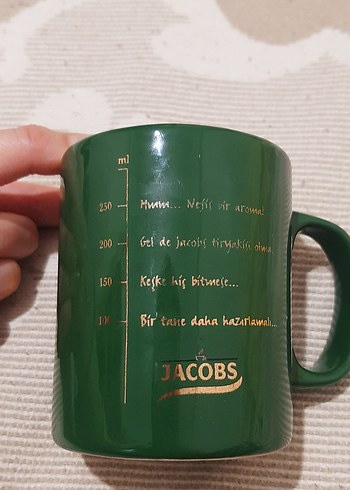 ml
250 Hmm... Nefis bir aroma!
200 Gel de jacobs tiryakisi olma
150 Keşke hiç bitmese...
100 Bir tane daha hazırlamalı...
JACOBS